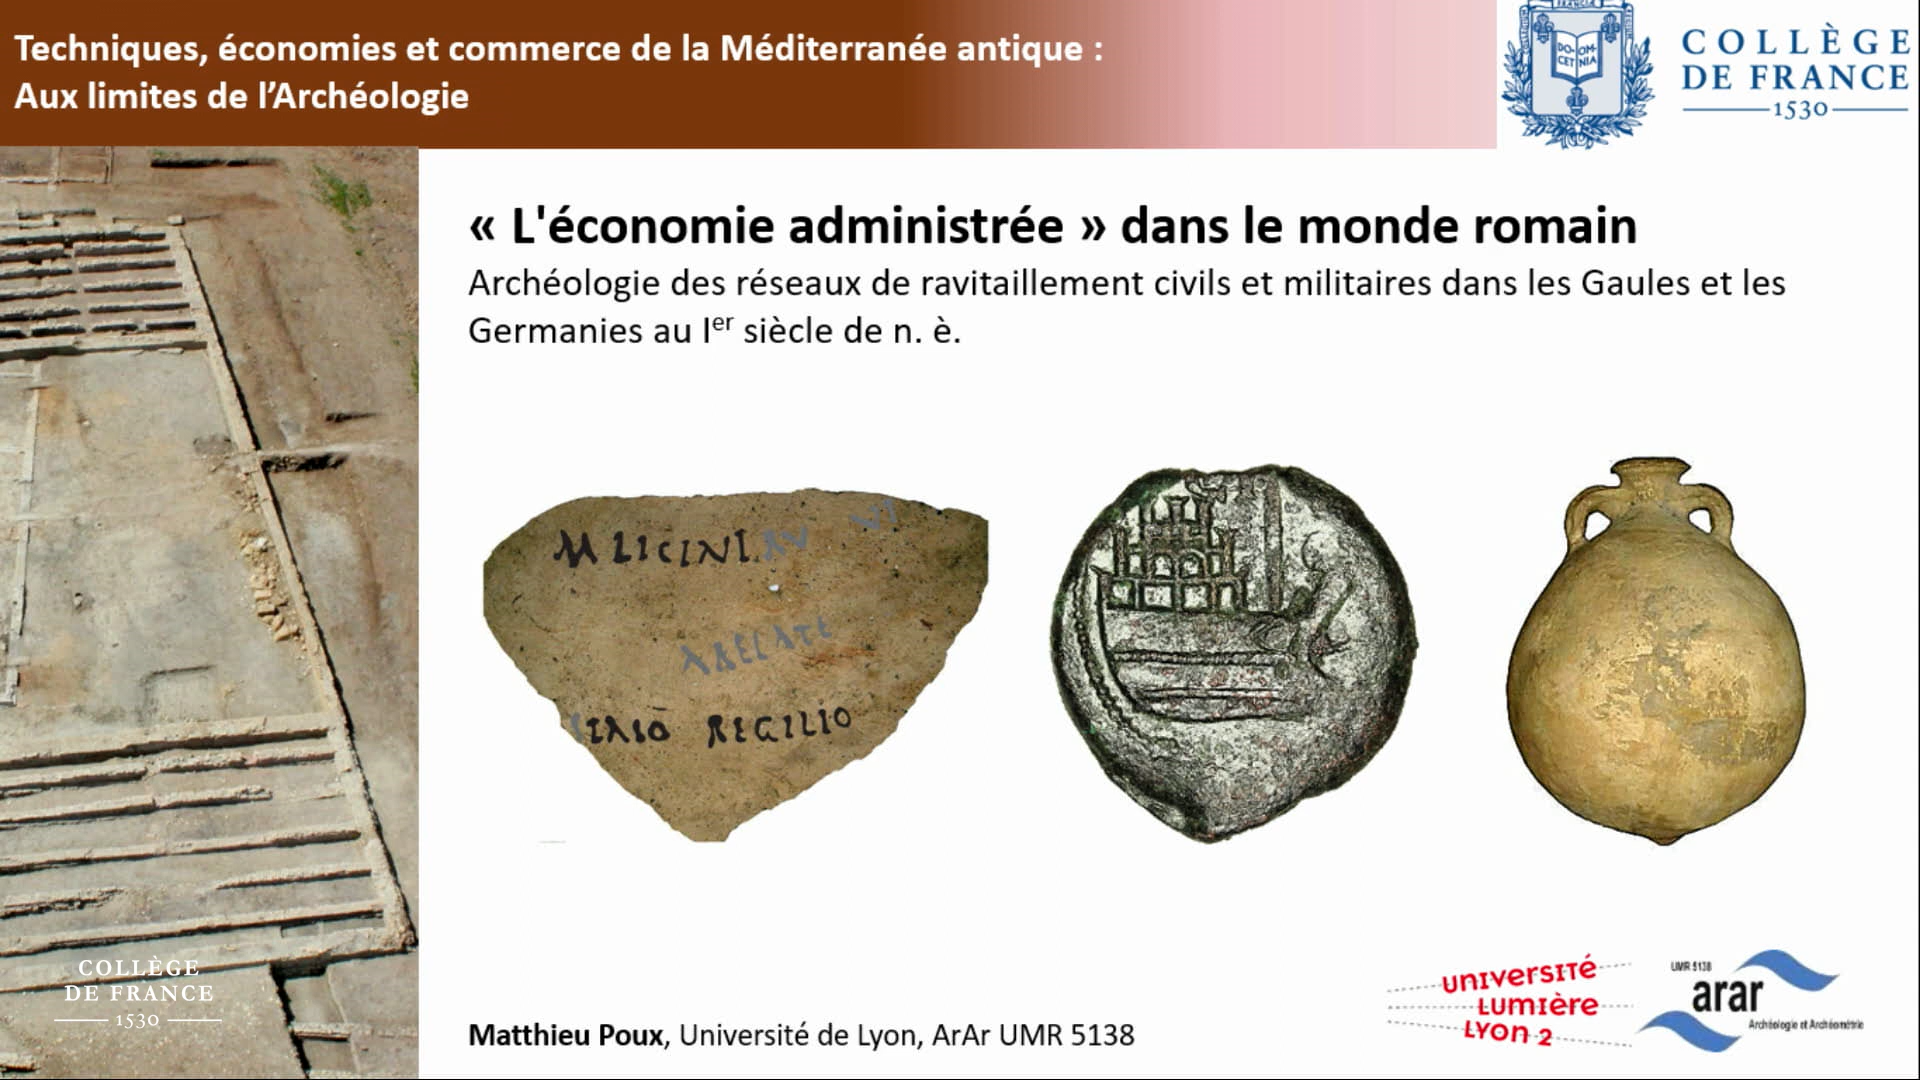 Techniques, économies et commerce de la Méditerranée antique :
Aux limites de l’Archéologie
COLLÈGE
DE FRANCE
1530
« L'économie administrée » dans le monde romain
Archéologie des réseaux de ravitaillement civils et militaires dans les Gaules et les
Germanies au Ier siècle de n. è.
M LICINI
ARELATE
REGILIO
COLLÈGE
DE FRANCE
1530
UNIVERSITÉ
LUMIÈRE
LYON 2
UMR 5138
arar
Archéologie et Archéométrie
Matthieu Poux, Université de Lyon, ArAr UMR 5138